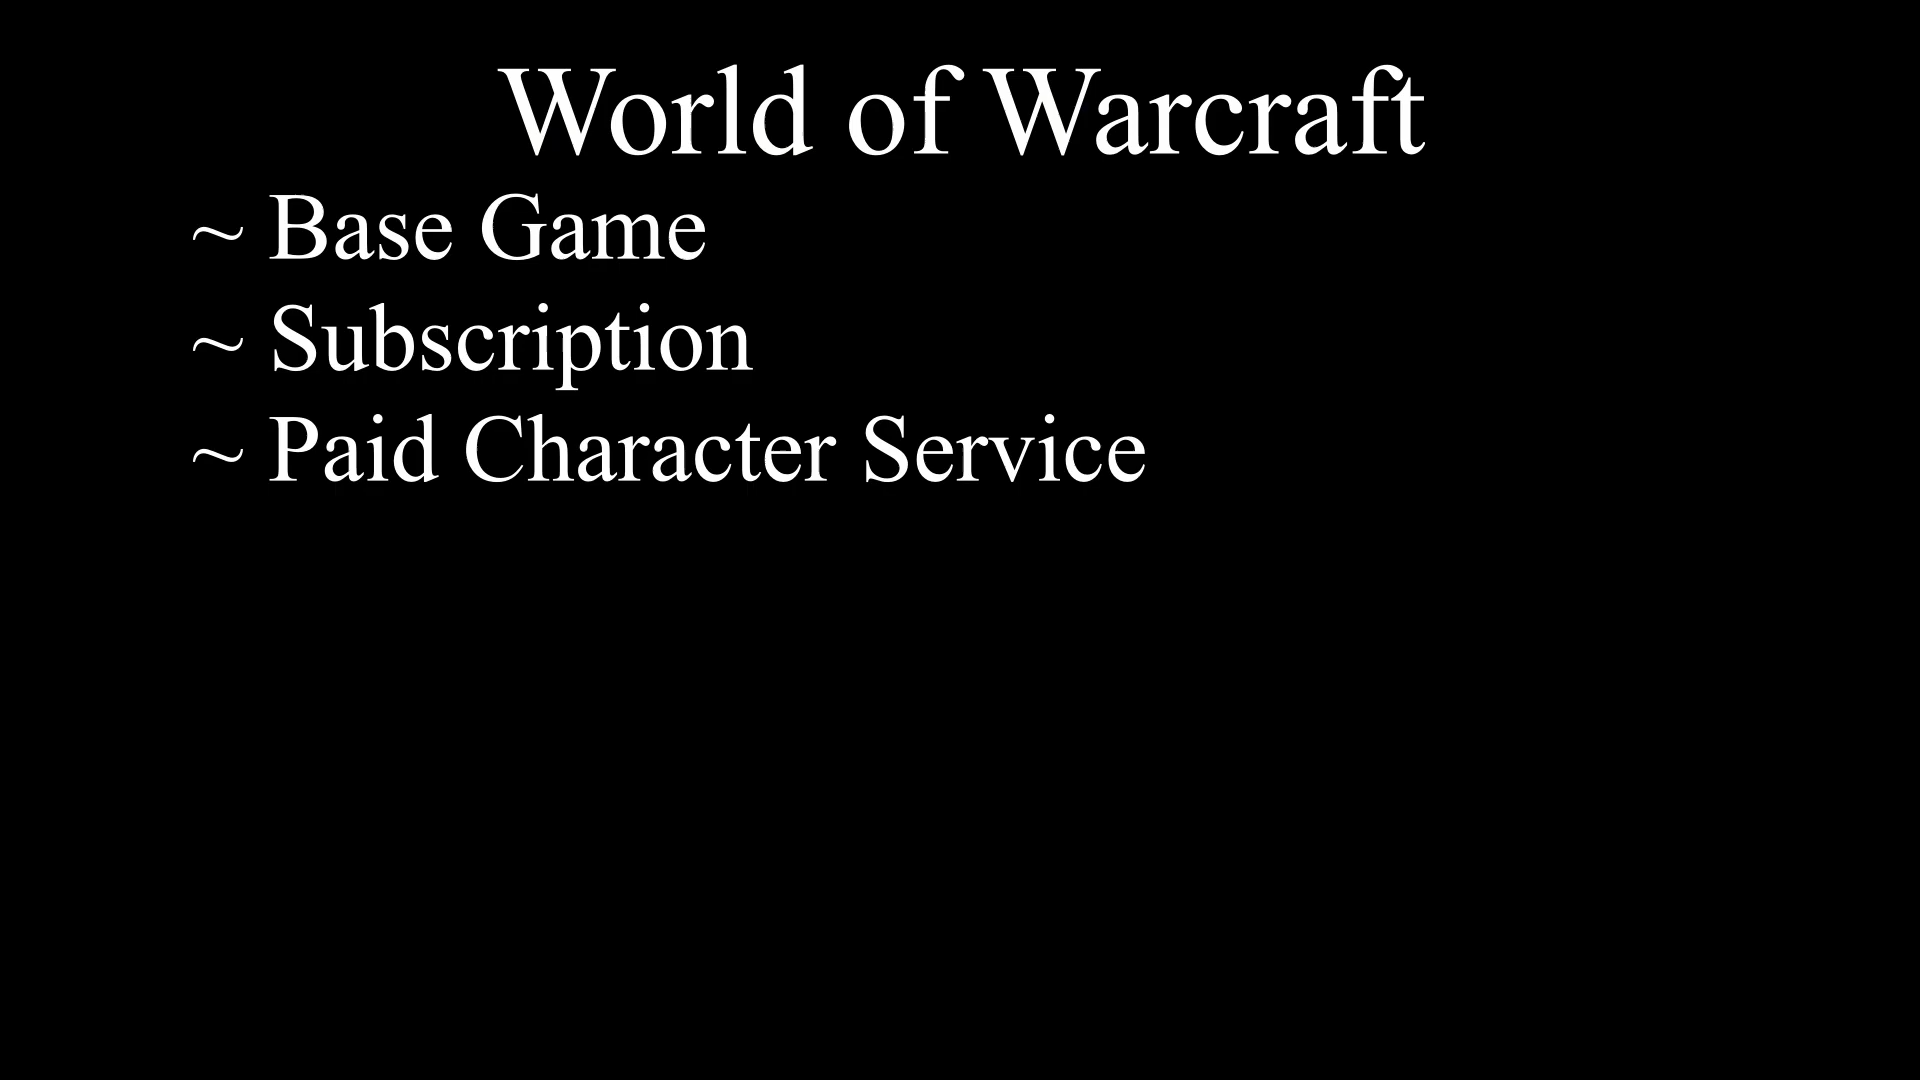 World of Warcraft
~ Base Game
~ Subscription
~ Paid Character Service